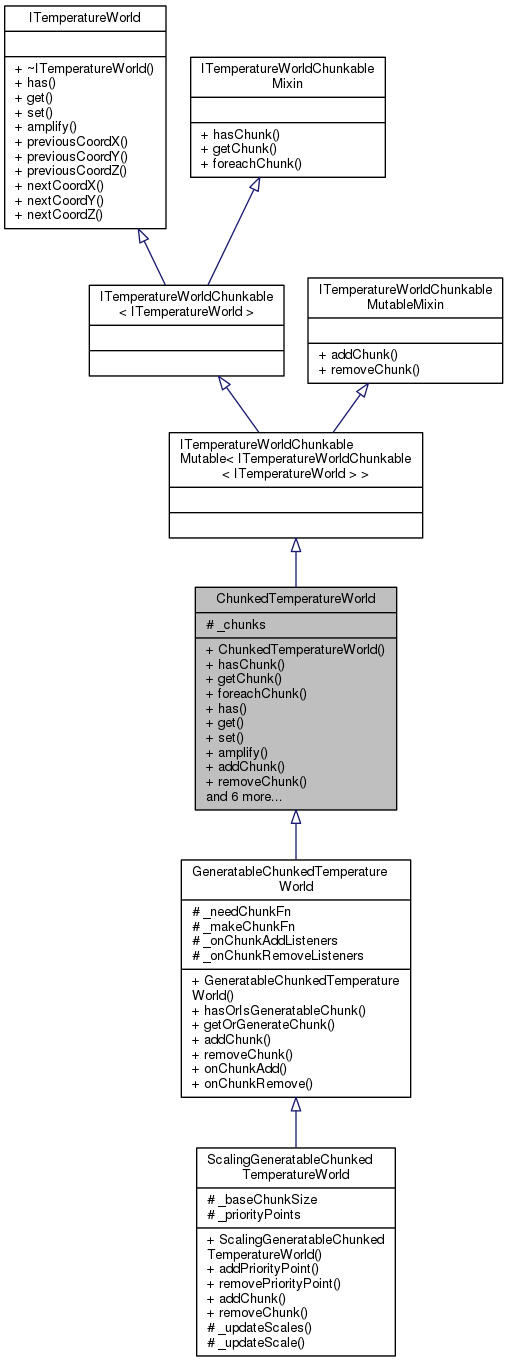 ITemperatureWorld
+ ~ITemperatureWorld()
+ has()
+ get()
+ set()
+ amplify()
+ previousCoordX()
+ previousCoordY()
+ previousCoordZ()
+ nextCoordX()
+ nextCoordY()
+ nextCoordZ()
ITemperatureWorldChunkable
Mixin
+ hasChunk()
+ getChunk()
+ foreachChunk()
ITemperatureWorldChunkable
< ITemperatureWorld >
ITemperatureWorldChunkable
MutableMixin
+ addChunk()
+ removeChunk()
ITemperatureWorldChunkable
Mutable< ITemperatureWorldChunkable
< ITemperatureWorld > >
ChunkedTemperatureWorld
# _chunks
+ ChunkedTemperatureWorld()
+ hasChunk()
+ getChunk()
+ foreachChunk()
+ has()
+ get()
+ set()
+ amplify()
+ addChunk()
+ removeChunk()
and 6 more...
GeneratableChunkedTemperature
World
# _needChunkFn
# _makeChunkFn
# _onChunkAddListeners
# _onChunkRemoveListeners
+ GeneratableChunkedTemperature
World()
+ hasOrIsGeneratableChunk()
+ getOrGenerateChunk()
+ addChunk()
+ removeChunk()
+ onChunkAdd()
+ onChunkRemove()
ScalingGeneratableChunked
TemperatureWorld
# _baseChunkSize
# _priorityPoints
+ ScalingGeneratableChunked
TemperatureWorld()
+ addPriorityPoint()
+ removePriorityPoint()
+ addChunk()
+ removeChunk()
# _updateScales()
# _updateScale()